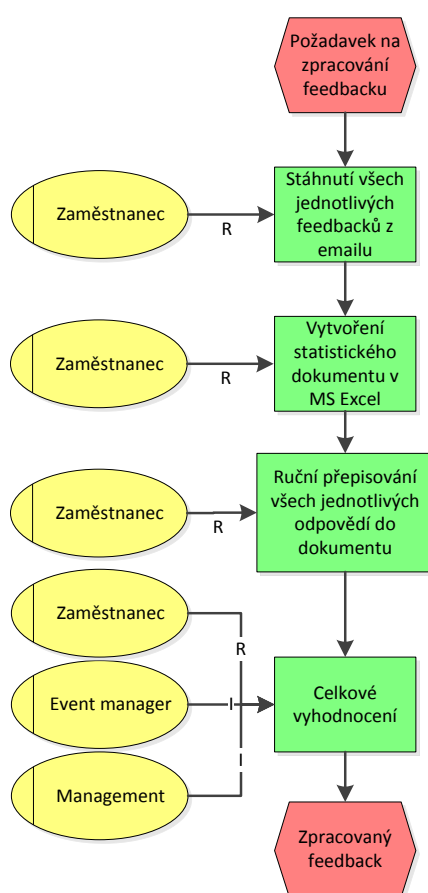 Požadavek na
zpracování
feedbacku
Zaměstnanec
R
Stáhnutí všech
jednotlivých
feedbacků z
emailu
Zaměstnanec
R
Vytvoření
statistického
dokumentu v
MS Excel
Zaměstnanec
R
Ruční přepisování
všech jednotlivých
odpovědí do
dokumentu
Zaměstnanec
R
Event manager
I
Management
I
Celkové
vyhodnocení
Zpracovaný
feedback